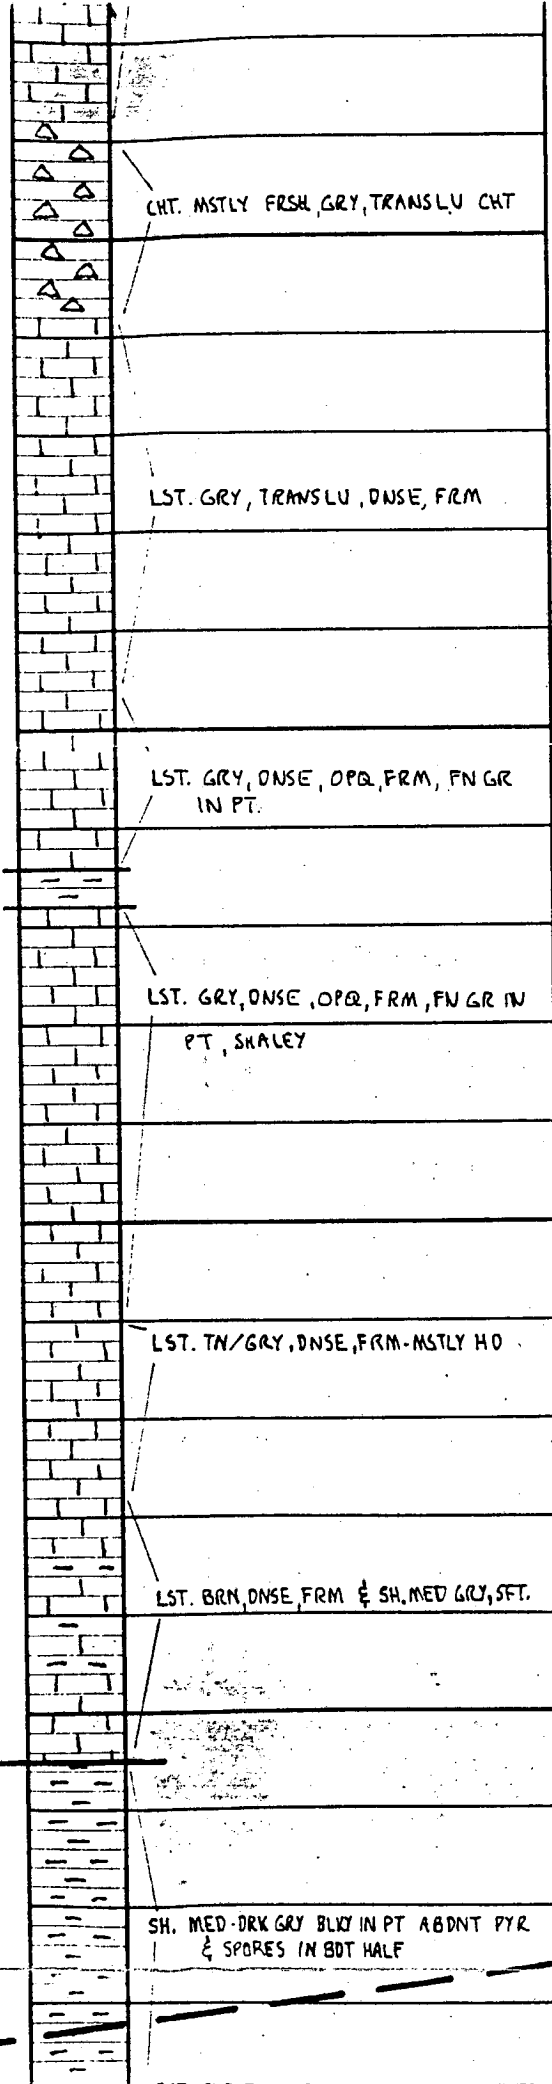 CHT. MSTLY FRSH, GRY, TRANSLU CHT
LST. GRY, TRANSLU, DNSE, FRM
LST. GRY, DNSE, OPQ, FRM, FN GR
IN PT.
LST. GRY, DNSE, OPQ, FRM, FN GR IN
PT, SHALEY
LST. TN/GRY, DNSE, FRM-MSTLY HD
LST. BRN, DNSE, FRM & SH. MED GRY, SFT.
SH. MED-DRK GRY BLKY IN PT ABDNT PYR
& SPORES IN BOT HALF